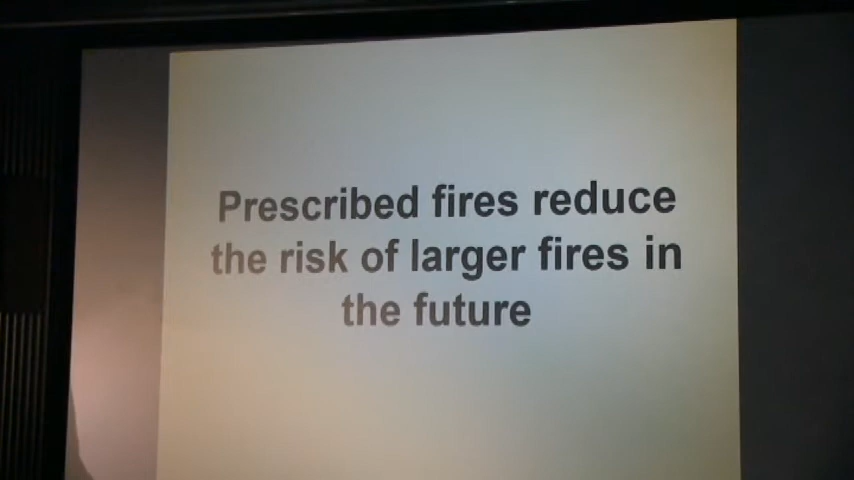 Prescribed fires reduce
the risk of larger fires in
the future